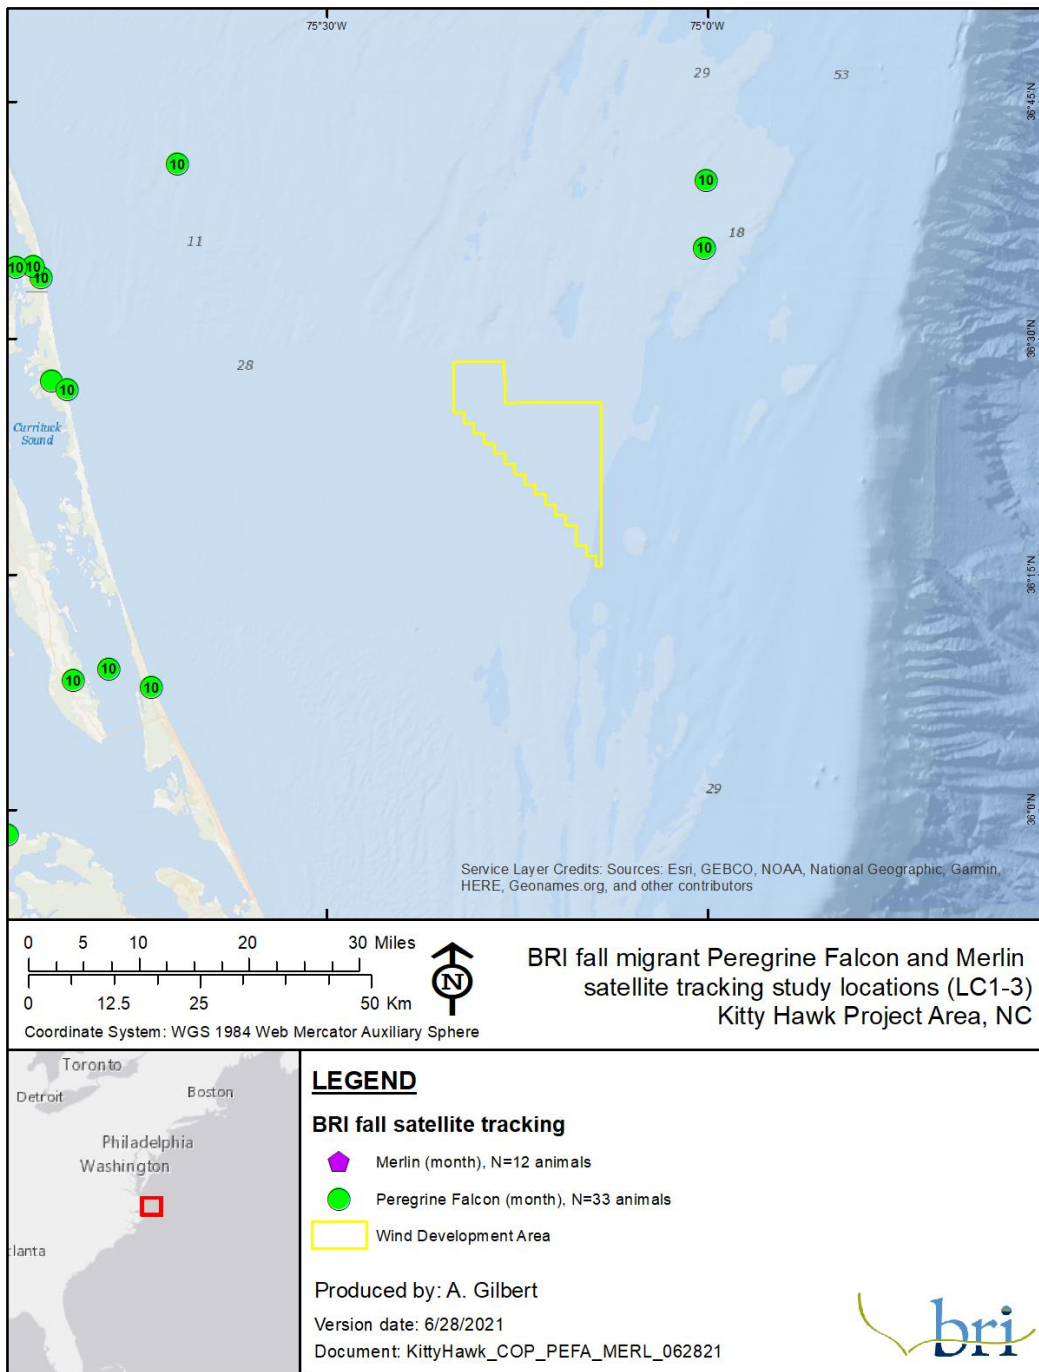 75°30'W
75°0'W
29
53
36°45'N
10
10
18
11
10
10
10
10
36°30'N
28
10
Currituck
Sound
36°15'N
10
10
10
29
36°0'N
Service Layer Credits: Sources: Esri, GEBCO, NOAA, National Geographic, Garmin,
HERE, Geonames.org, and other contributors
0 5 10 20 30 Miles
0 12.5 25 50 Km
N
Coordinate System: WGS 1984 Web Mercator Auxiliary Sphere
BRI fall migrant Peregrine Falcon and Merlin
satellite tracking study locations (LC1-3)
Kitty Hawk Project Area, NC
Toronto
Detroit
Boston
Philadelphia
Washington
tlanta
LEGEND
BRI fall satellite tracking
Merlin (month), N=12 animals
Peregrine Falcon (month), N=33 animals
Wind Development Area
Produced by: A. Gilbert
Version date: 6/28/2021
Document: KittyHawk_COP_PEFA_MERL_062821
bri